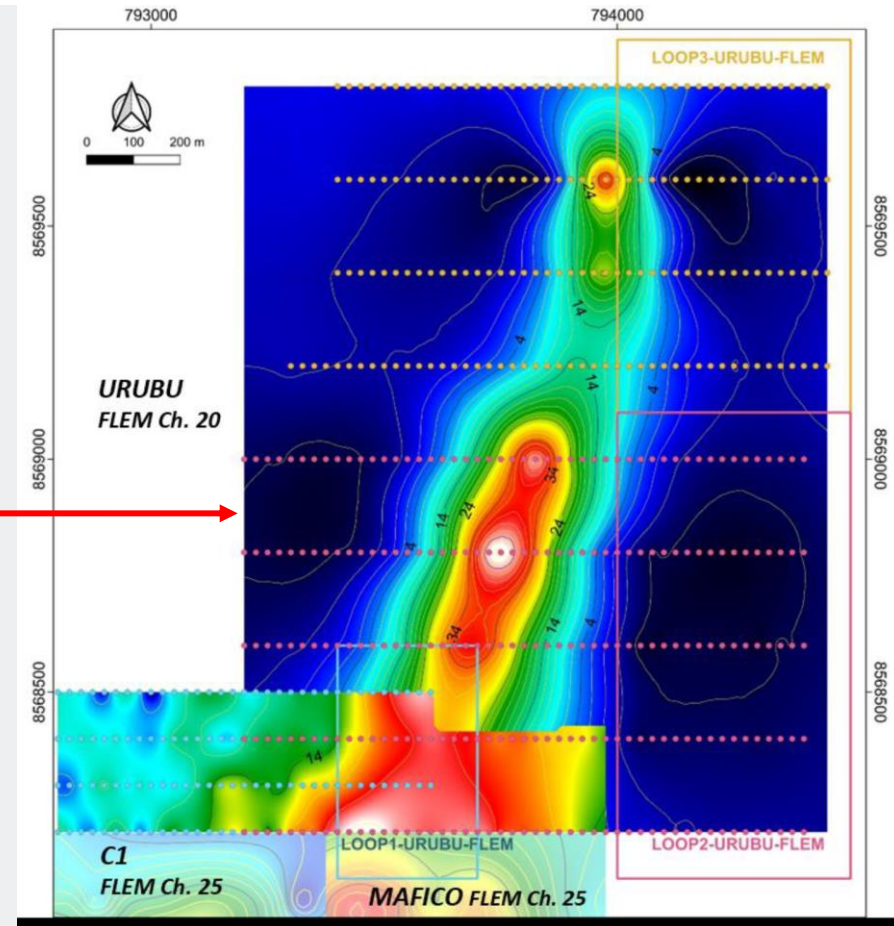 793000
794000
LOOP3-URUBU-FLEM
0 100 200 m
4
24
8569500
8569500
14
4
14
4
URUBU
FLEM Ch. 20
8569000
8569000
34
24
14
24
4
34
14
4
8568500
8568500
14
LOOP1-URUBU-FLEM
LOOP2-URUBU-FLEM
C1
FLEM Ch. 25
MAFICO FLEM Ch. 25